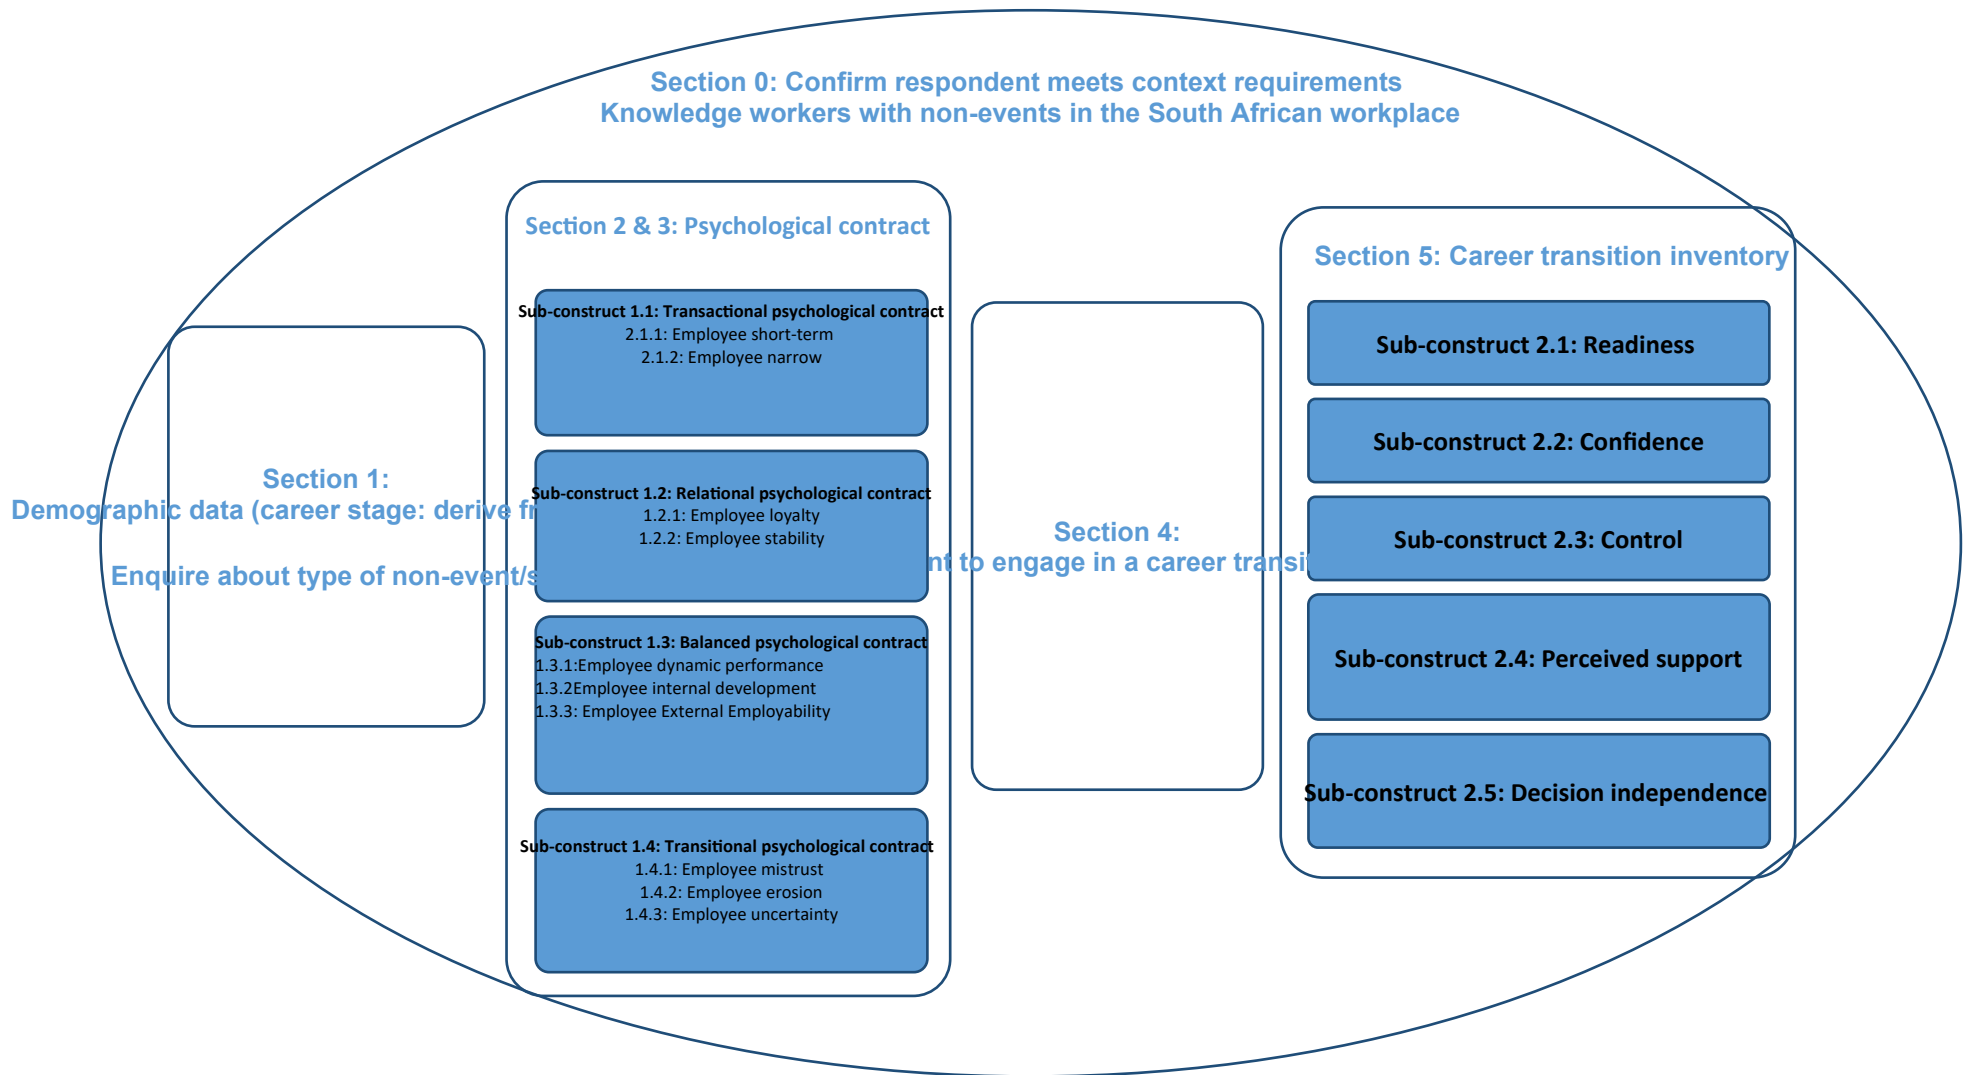 Section 0: Confirm respondent meets context requirements
Knowledge workers with non-events in the South African workplace
Section 1:
Demographic data (career stage: derive
Enquire about type of non-event/s
Section 2 & 3: Psychological contract
Sub-construct 1.1: Transactional psychological contract
2.1.1: Employee short-term
2.1.2: Employee narrow
Sub-construct 1.2: Relational psychological contract
1.2.1: Employee loyalty
1.2.2: Employee stability
Sub-construct 1.3: Balanced psychological contract
1.3.1:Employee dynamic performance
1.3.2Employee internal development
1.3.3: Employee External Employability
Sub-construct 1.4: Transitional psychological contract
1.4.1: Employee mistrust
1.4.2: Employee erosion
1.4.3: Employee uncertainty
Section 4:
to engage in a career
Section 5: Career transition inventory
Sub-construct 2.1: Readiness
Sub-construct 2.2: Confidence
Sub-construct 2.3: Control
Sub-construct 2.4: Perceived support
Sub-construct 2.5: Decision independence